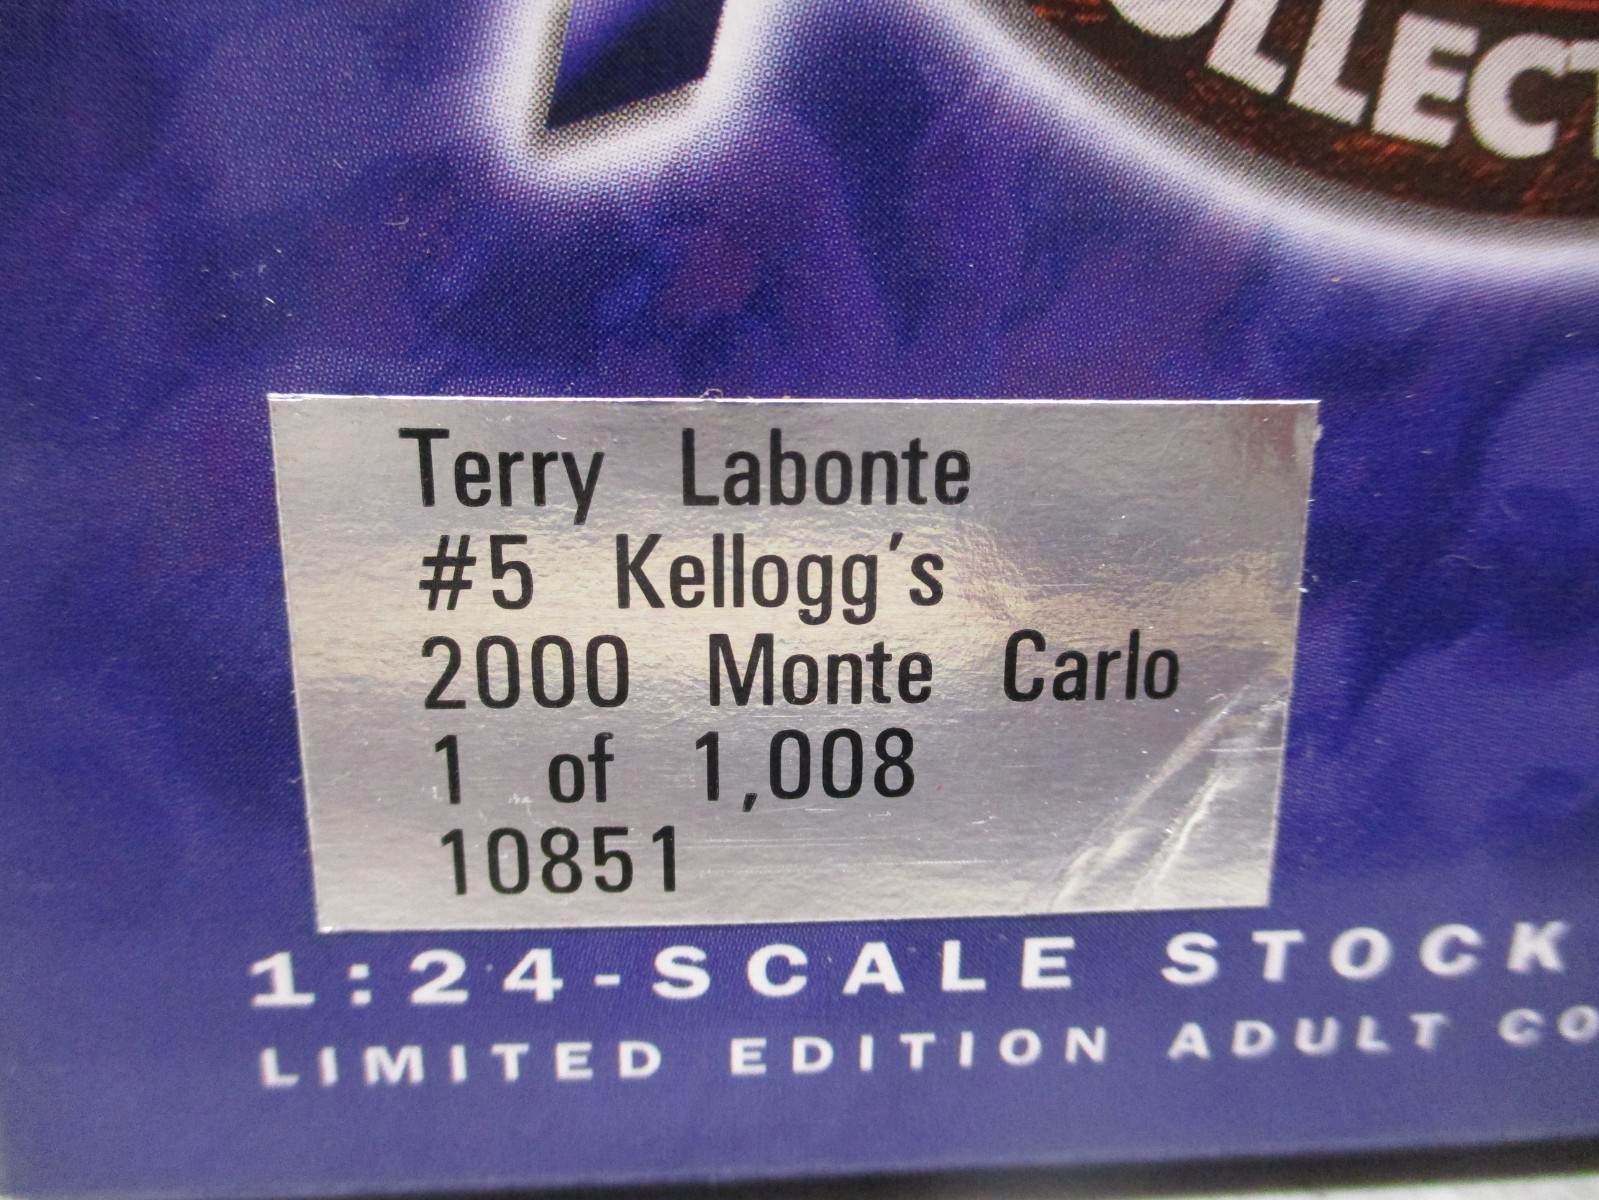 Terry Labonte
#5 Kellogg's
2000 Monte Carlo
1 of 1,008
10851
1:24-SCALE STOCK
LIMITED EDITION ADULT